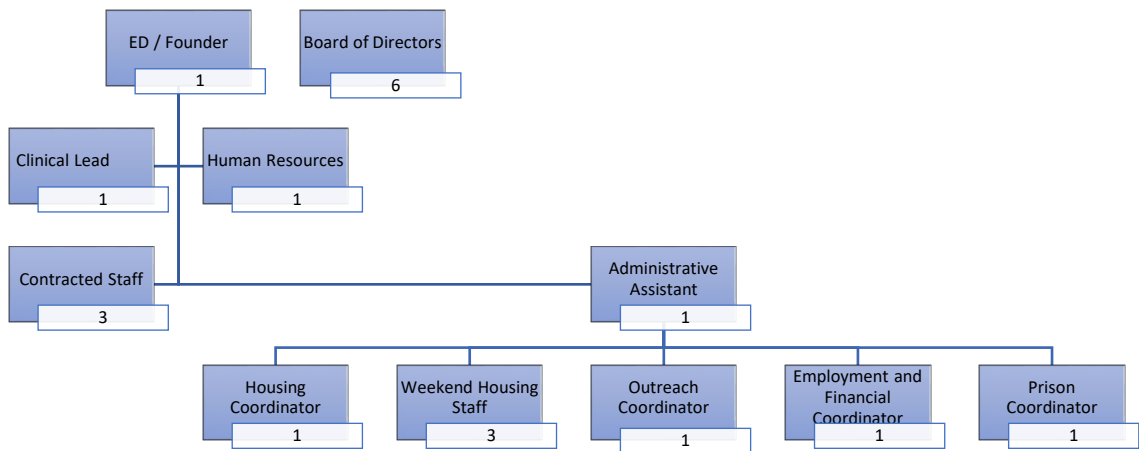 ED / Founder
1
Board of Directors
6
Clinical Lead
1
Human Resources
1
Contracted Staff
3
Administrative
Assistant
1
Housing
Coordinator
1
Weekend Housing
Staff
3
Outreach
Coordinator
1
Employment and
Financial
Coordinator
1
Prison
Coordinator
1